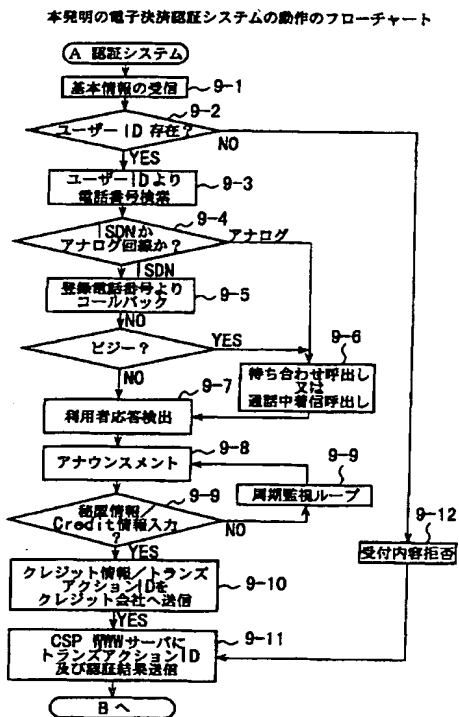 本発明の電子決済認証システムの動作のフローチャート
A 認証システム
基本情報の受信
9-1
9-2
ユーザーID 存在?
NO
YES
ユーザーIDより
電話番号検索
9-3
9-4
ISDNか
アナログ回線か?
アナログ
ISDN
登録電話番号より
コールバック
9-5
NO
ビジー?
YES
9-6
待ち合わせ呼出し
又は
通話中着信呼出し
NO
9-7
利用者応答検出
9-8
アナウンスメント
9-9
周期監視ループ
9-9
秘匿情報/
Credit情報入力
?
NO
9-12
受付内容拒否
YES
クレジット情報/トランズ
アクションIDを
クレジット会社へ送信
9-10
YES
CSP WWWサーバに
トランズアクションID
及び認証結果送信
9-11
Bへ